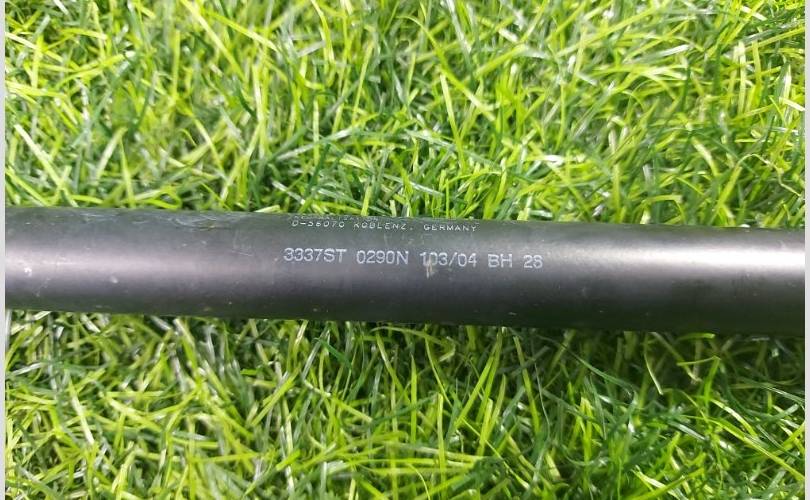 D-56070 KOBLENZ, GERMANY
3337ST 0290N 103/04 BH 28